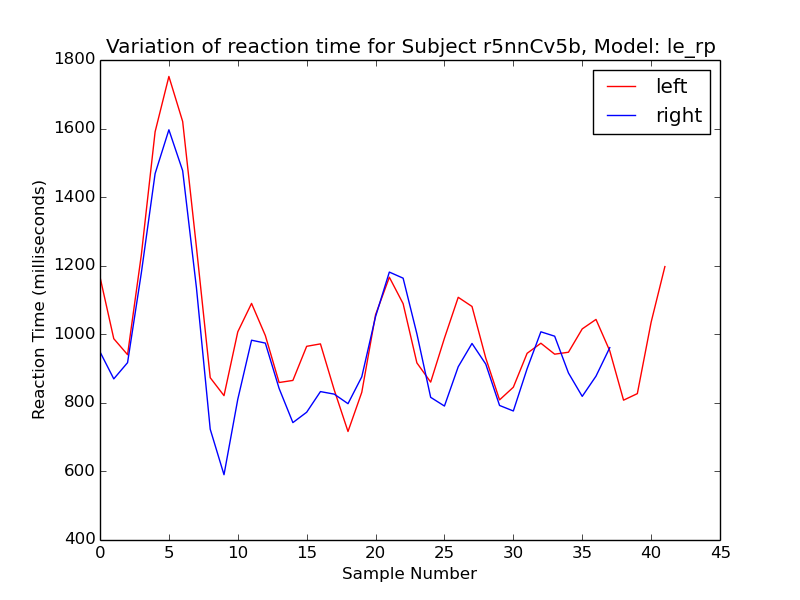 Variation of reaction time for Subject r5nnCv5b, Model: le_rp
left
right
Reaction Time (milliseconds)
1800
1600
1400
1200
1000
800
600
400
0 5 10 15 20 25 30 35 40 45
Sample Number